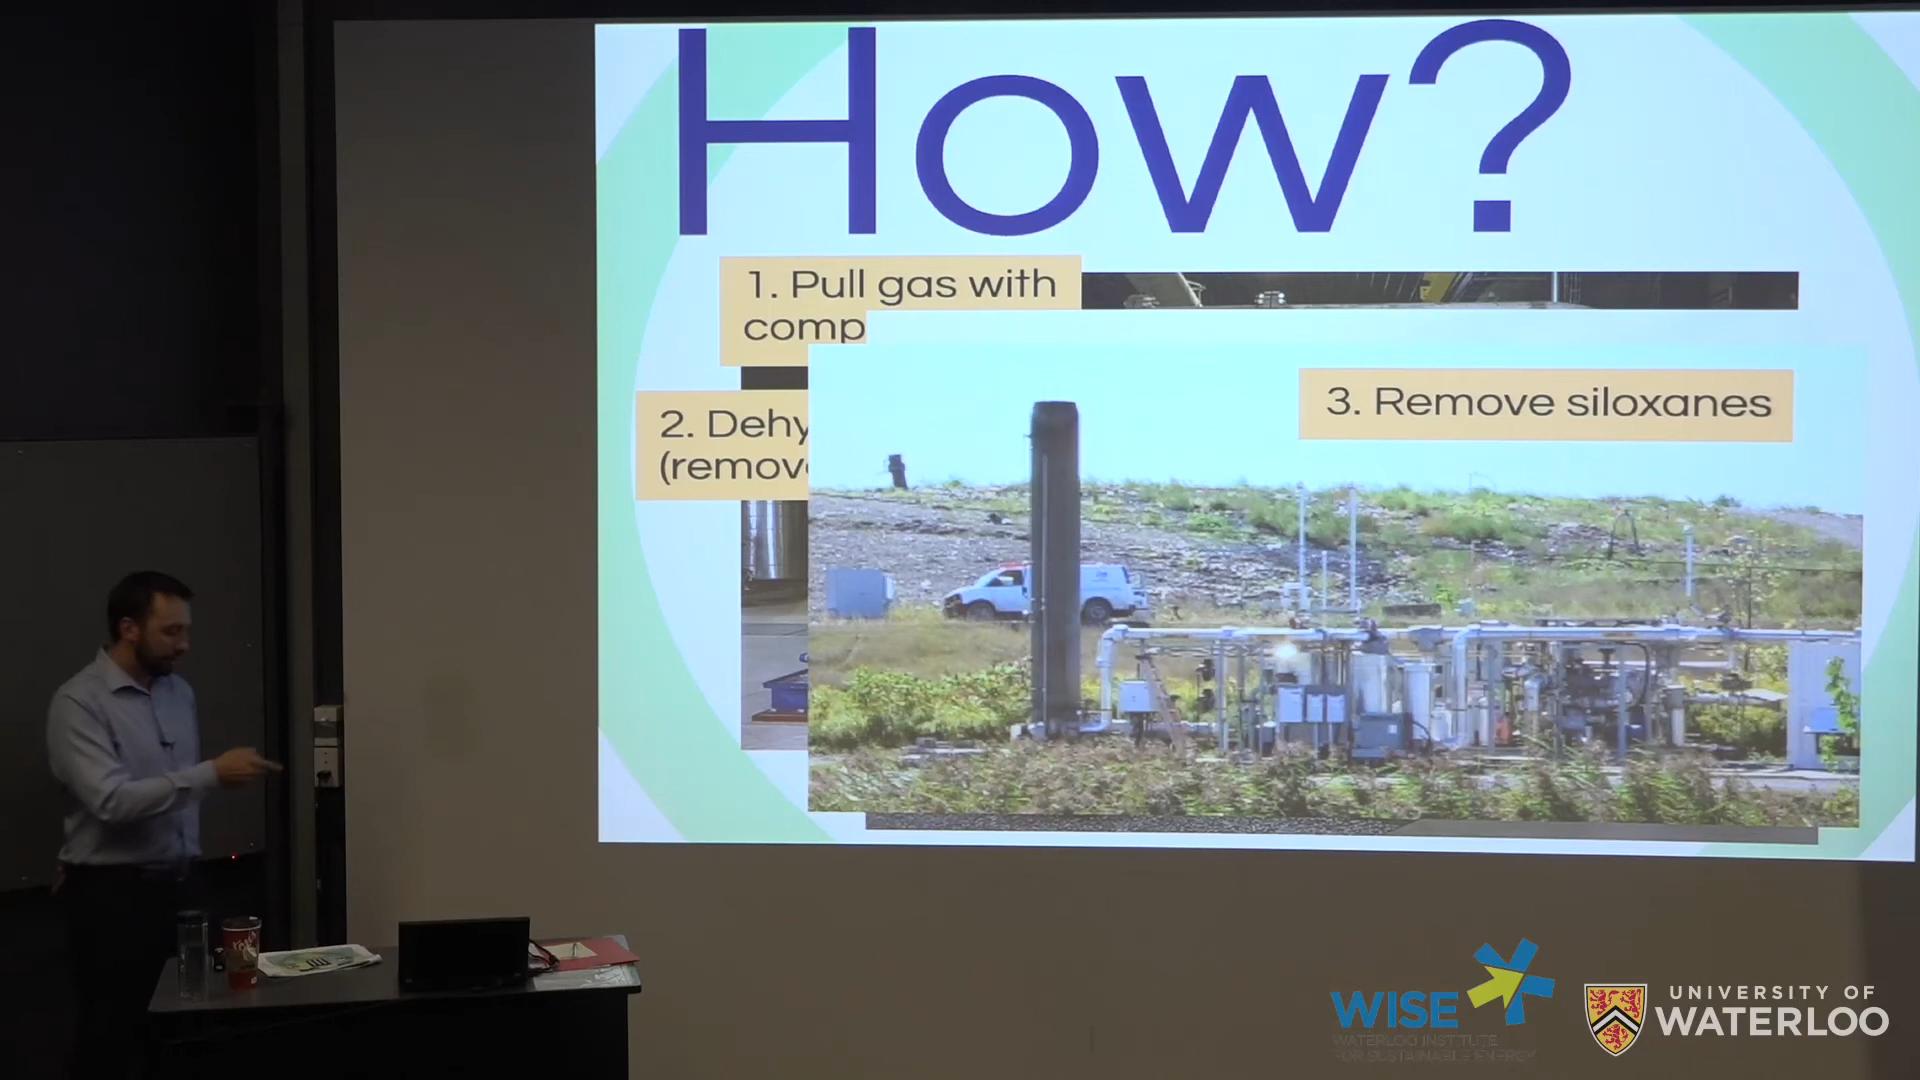 How?
1. Pull gas with
comp
2. Dehy
(remov
3. Remove siloxanes
WISE
WATERLOO INSTITUTE
FOR SUSTAINABLE ENERGY
UNIVERSITY OF
WATERLOO